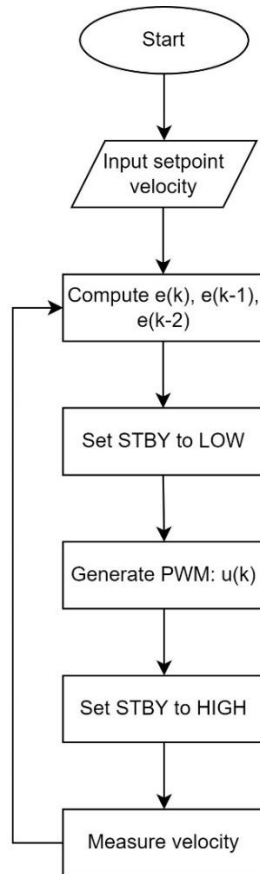 Start
Input setpoint
velocity
Compute e(k), e(k-1),
e(k-2)
Set STBY to LOW
Generate PWM: u(k)
Set STBY to HIGH
Measure velocity